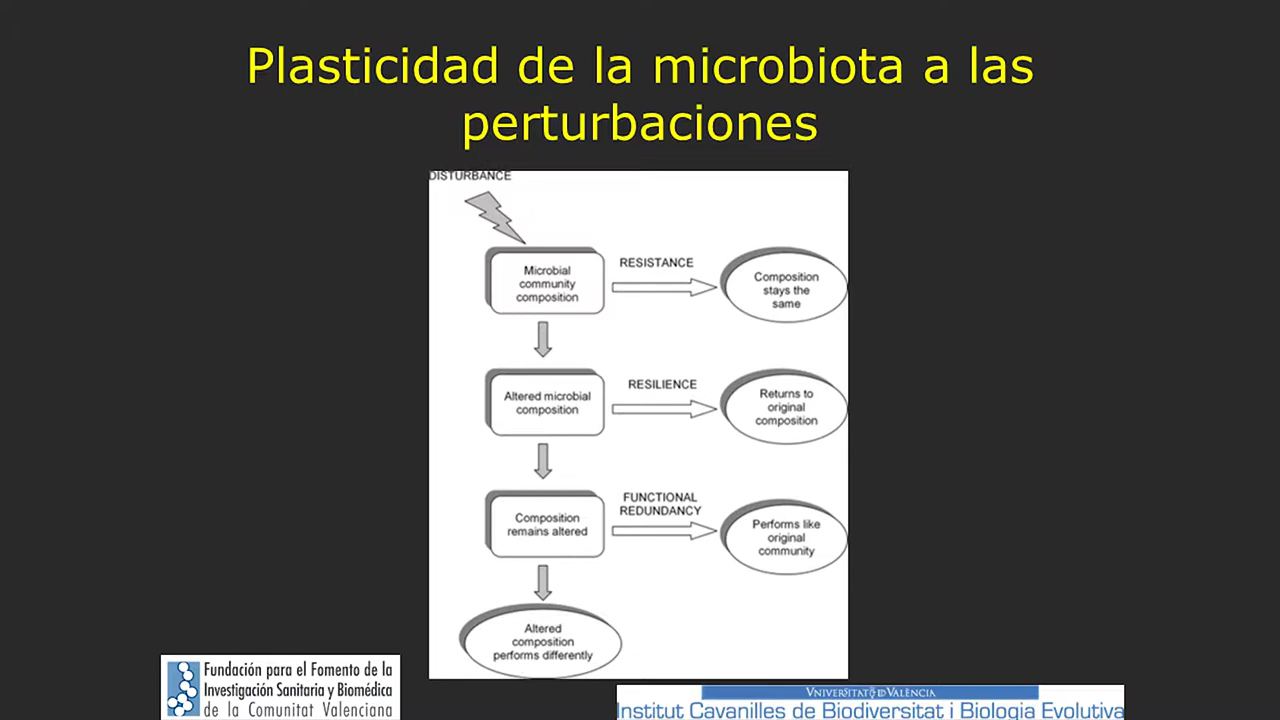 Plasticidad de la microbiota a las
perturbaciones
DISTURBANCE
Microbial
community
composition
RESISTANCE
Composition
stays the
same
Altered microbial
composition
RESILIENCE
Returns to
original
composition
Composition
remains altered
FUNCTIONAL
REDUNDANCY
Performs like
original
community
Altered
composition
performs differently
Fundación para el Fomento de la
Investigación Sanitaria y Biomédica
de la Comunitat Valenciana
VNIVERSITATQDVALÈNCIA
Institut Cavanilles de Biodiversitat i Biologia Evolutiva